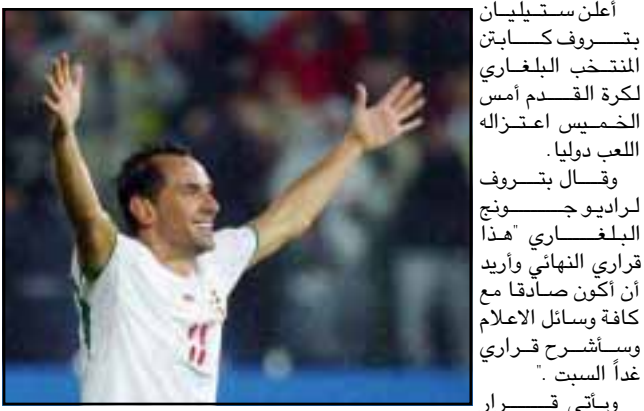 أعلن ستيليان
بتروف كابتن
المنتخب البلغاري
لكرة القدم أمس
الخميس اعتزاله
اللعب دوليا.
وقال بتروف
لراديو جونج
البلغاري "هذا
قراري النهائي وأريد
أن أكون صادقا مع
كافة وسائل الاعلام
وسأشرح قراري
غداً السبت."
ويأتي قرار
11